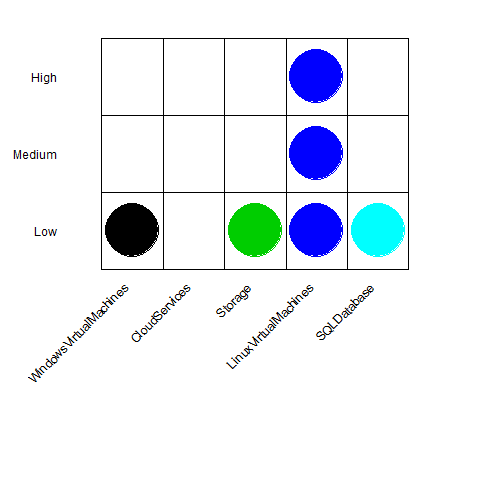 High
Medium
Low
WindowsVirtualMachines
CloudServices
Storage
LinuxVirtualMachines
SQLDatabase